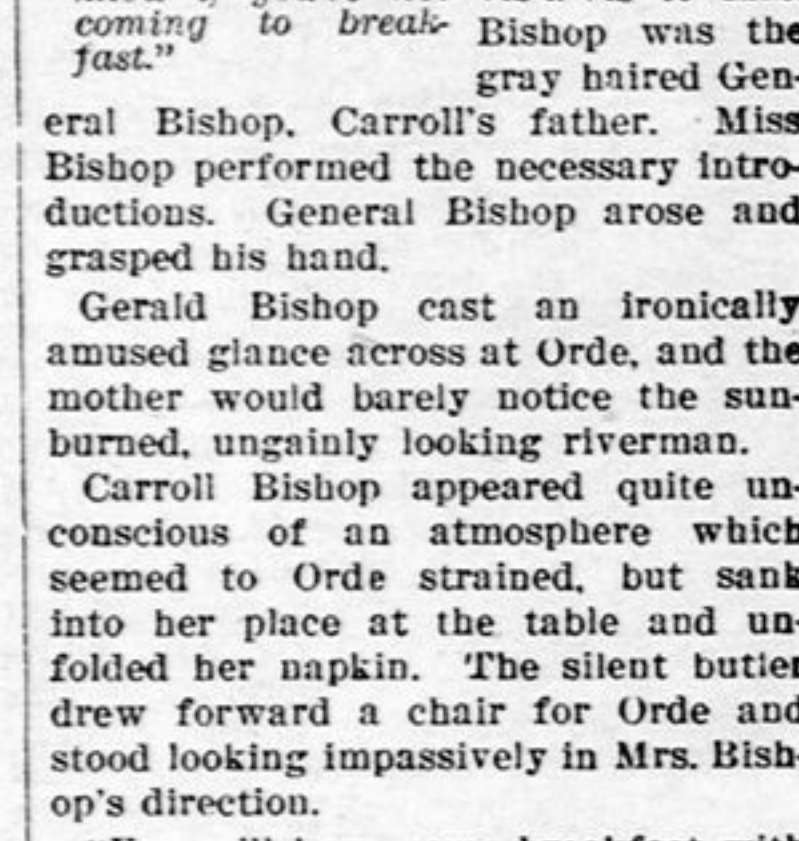 coming to break-
fast."
Bishop was the
gray haired Gen-
eral Bishop, Carroll's father. Miss
Bishop performed the necessary intro-
ductions. General Bishop arose and
grasped his hand.
Gerald Bishop cast an ironically
amused glance across at Orde, and the
mother would barely notice the sun-
burned, ungainly looking riverman.
Carroll Bishop appeared quite un-
conscious of an atmosphere which
seemed to Orde strained, but sank
into her place at the table and un-
folded her napkin. The silent butler
drew forward a chair for Orde and
stood looking impassively in Mrs. Bish-
op's direction.